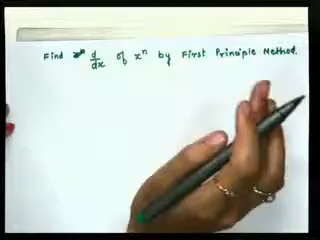 Find d/dx of xⁿ by First Principle Method.